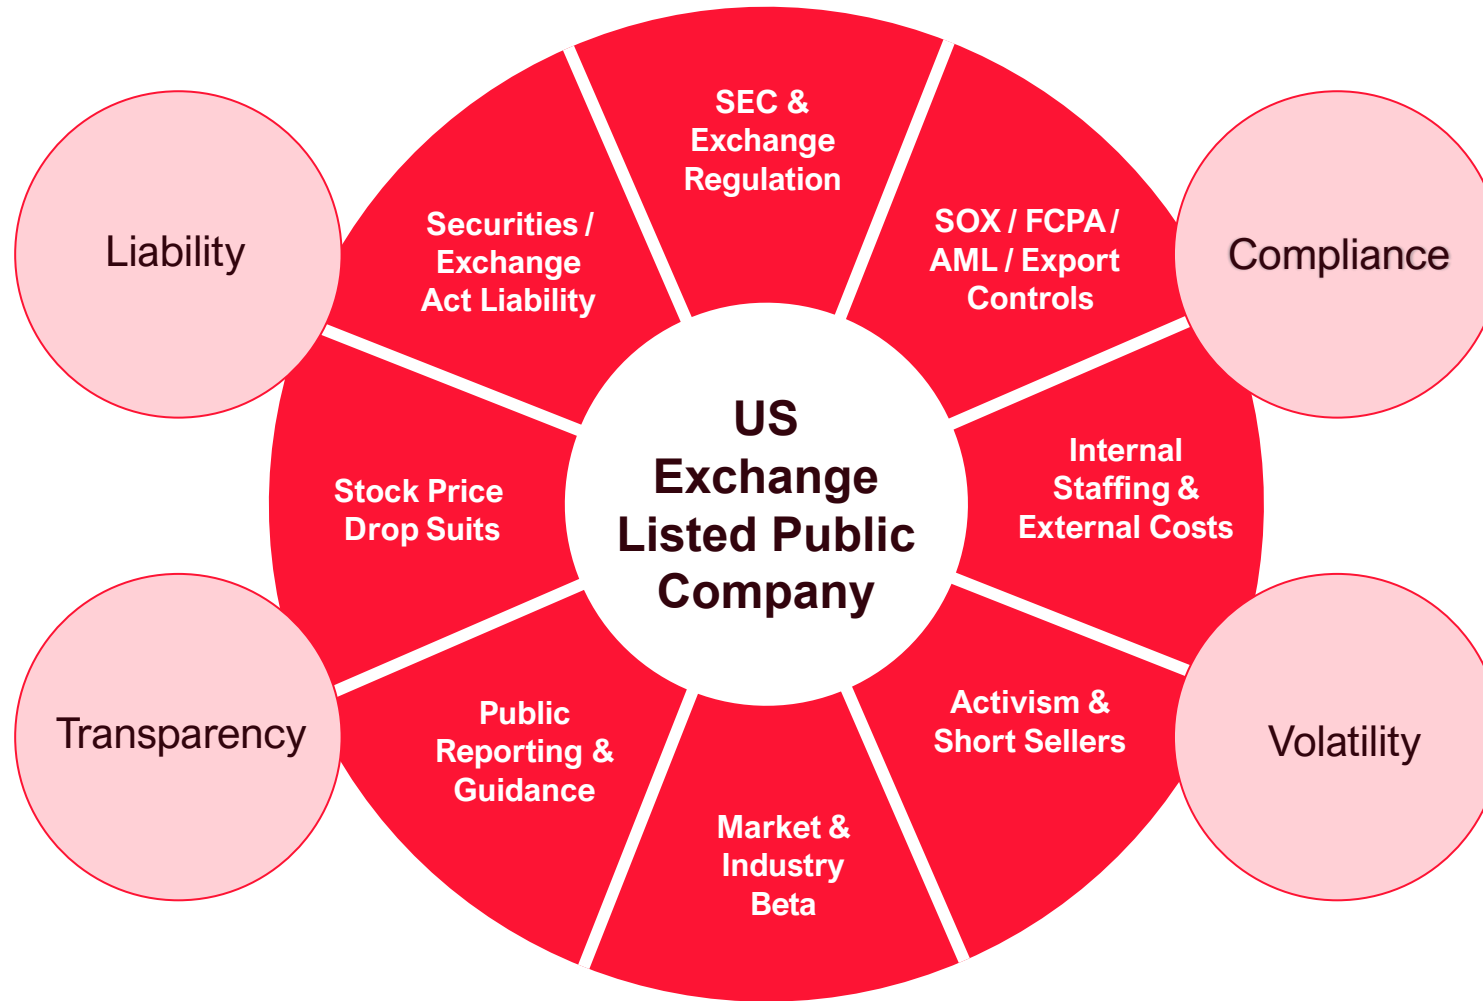 SEC &
Exchange
Regulation
Securities /
Exchange
Act Liability
SOX / FCPA /
AML / Export
Controls
Liability
Compliance
US
Exchange
Listed Public
Company
Stock Price
Drop Suits
Internal
Staffing &
External Costs
Transparency
Public
Reporting &
Guidance
Activism &
Short Sellers
Volatility
Market &
Industry
Beta